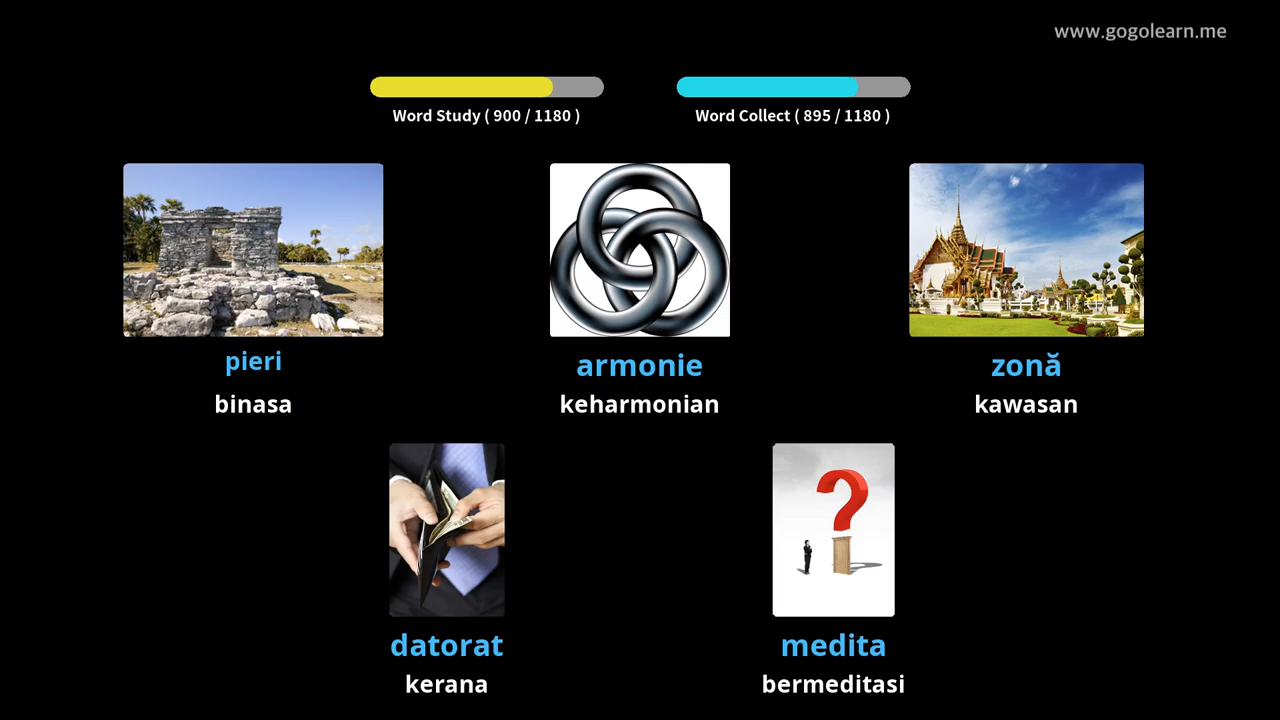 www.gogolearn.me
Word Study ( 900 / 1180 )
Word Collect ( 895 / 1180 )
pieri
binasa
armonie
keharmonian
zonă
kawasan
datorat
kerana
medita
bermeditasi